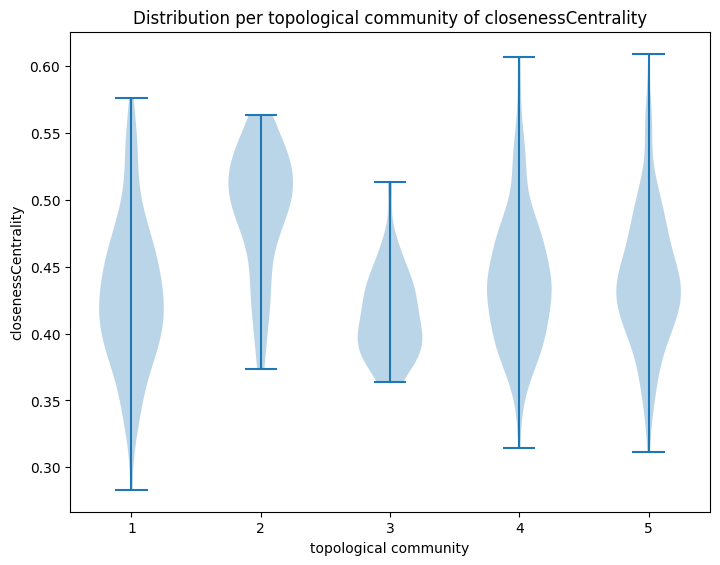 Distribution per topological community of closenessCentrality
closenessCentrality
0.60
0.55
0.50
0.45
0.40
0.35
0.30
1 2 3 4 5
topological community